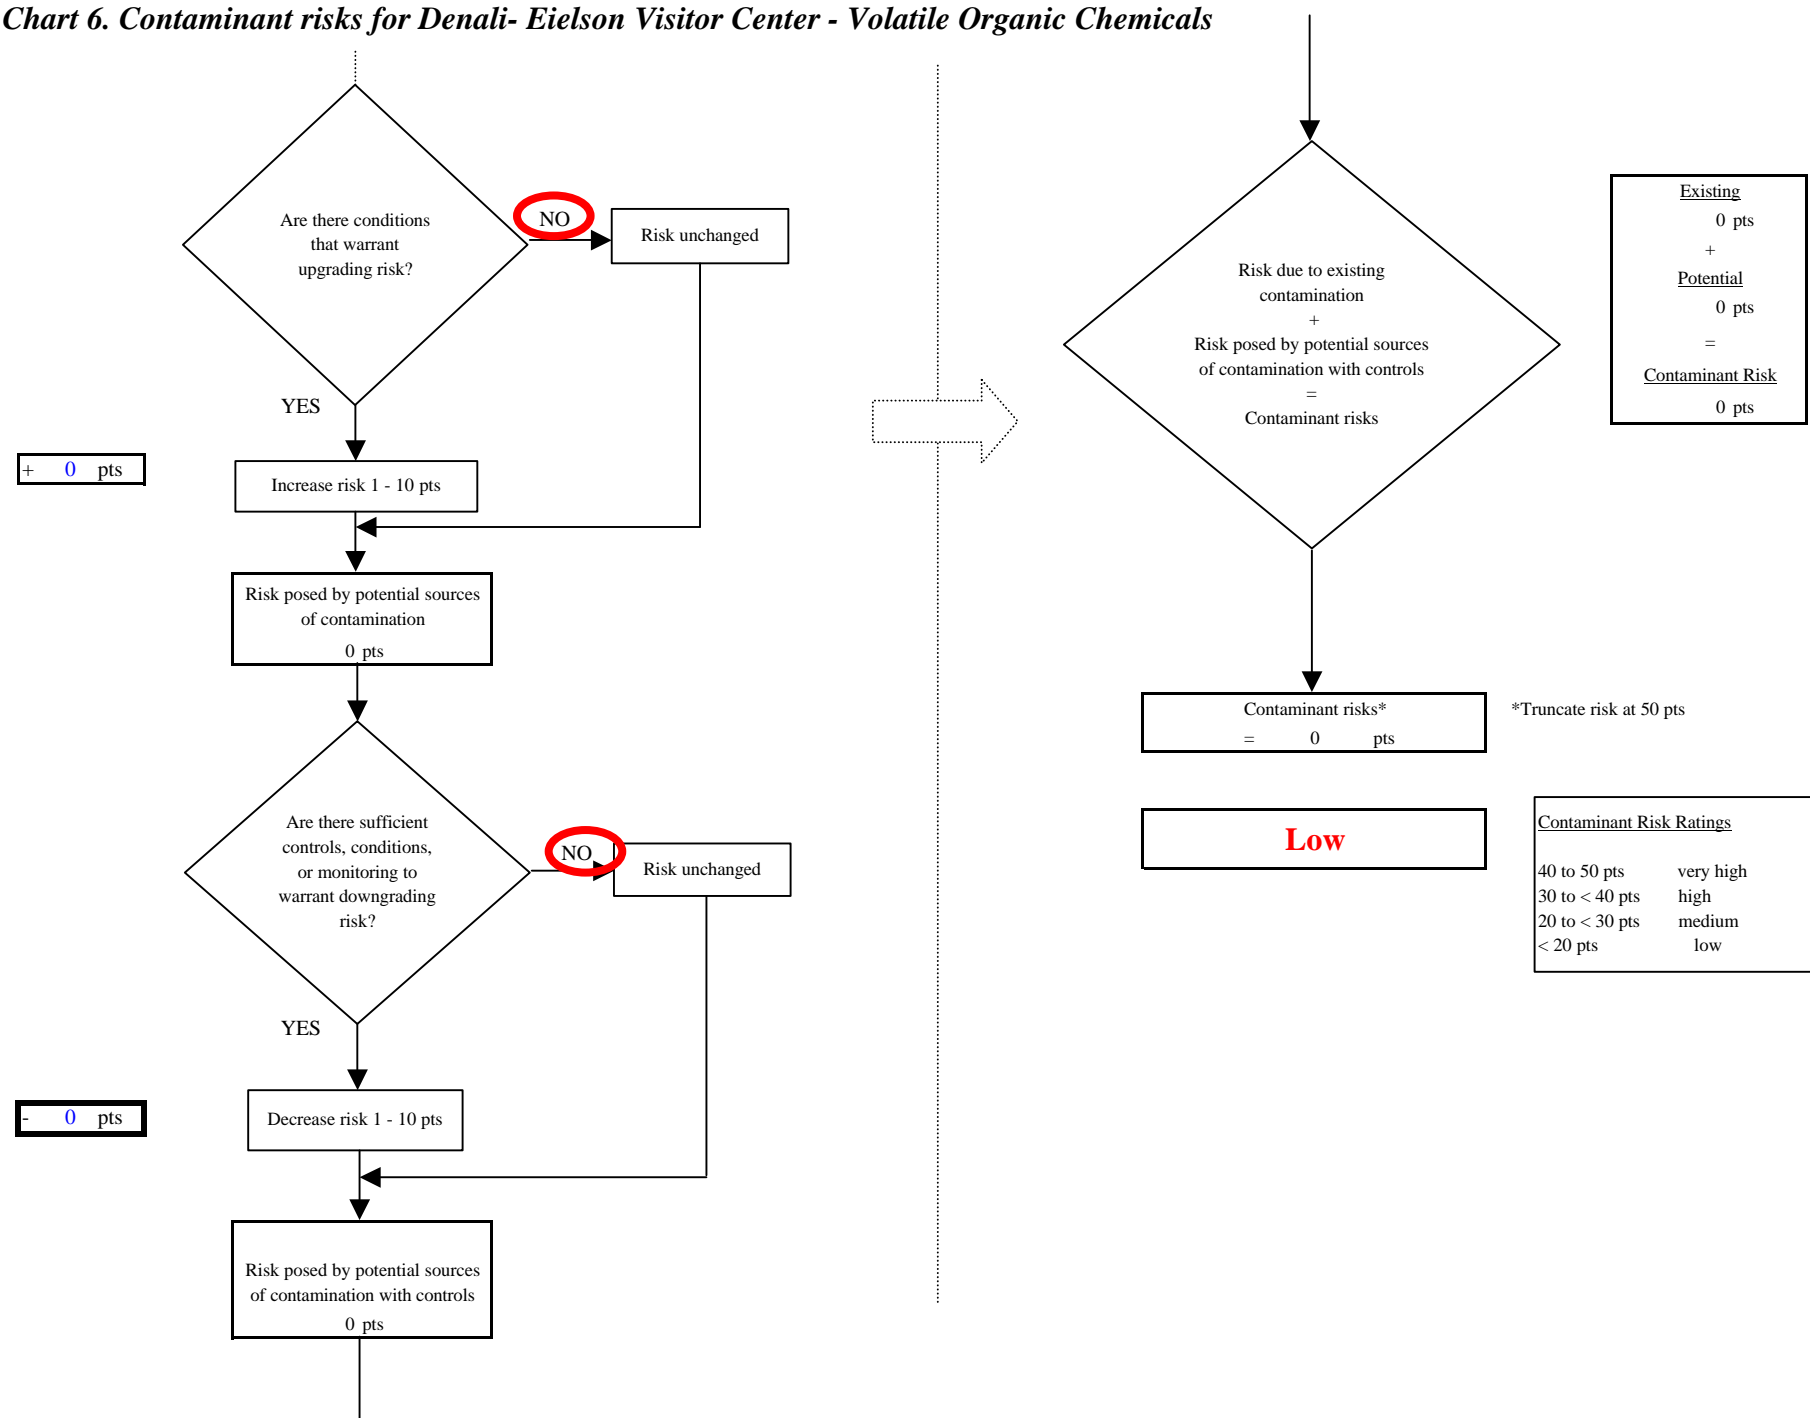 Chart 6. Contaminant risks for Denali- Eielson Visitor Center - Volatile Organic Chemicals
Are there conditions
that warrant
upgrading risk?
NO
Risk unchanged
YES
+ 0 pts
Increase risk 1 - 10 pts
Risk posed by potential sources
of contamination
0 pts
Are there sufficient
controls, conditions,
or monitoring to
warrant downgrading
risk?
NO
Risk unchanged
YES
- 0 pts
Decrease risk 1 - 10 pts
Risk posed by potential sources
of contamination with controls
0 pts
Risk due to existing
contamination
+
Risk posed by potential sources
of contamination with controls
=
Contaminant risks
Existing
0 pts
+
Potential
0 pts
=
Contaminant Risk
0 pts
Contaminant risks*
= 0 pts
*Truncate risk at 50 pts
Low
Contaminant Risk Ratings
40 to 50 pts very high
30 to < 40 pts high
20 to < 30 pts medium
< 20 pts low